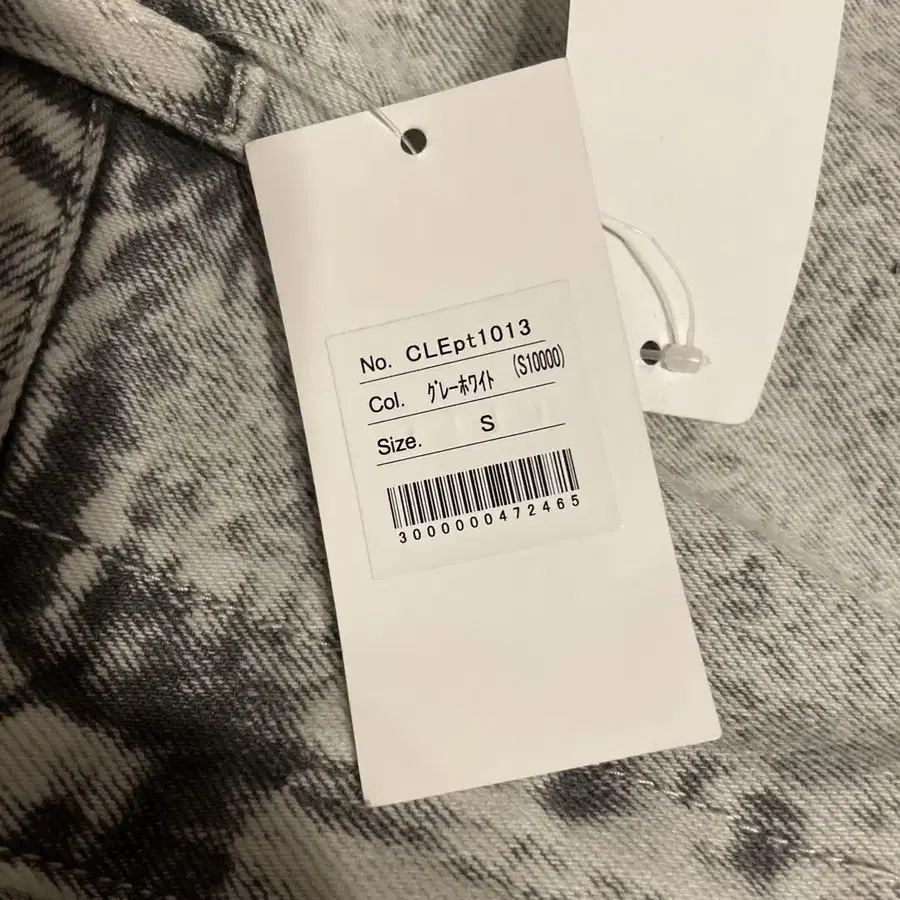 No. CLEpt1013
Col. ｸﾞﾚｰﾎﾜｲﾄ (S10000)
Size. S
3000000472465